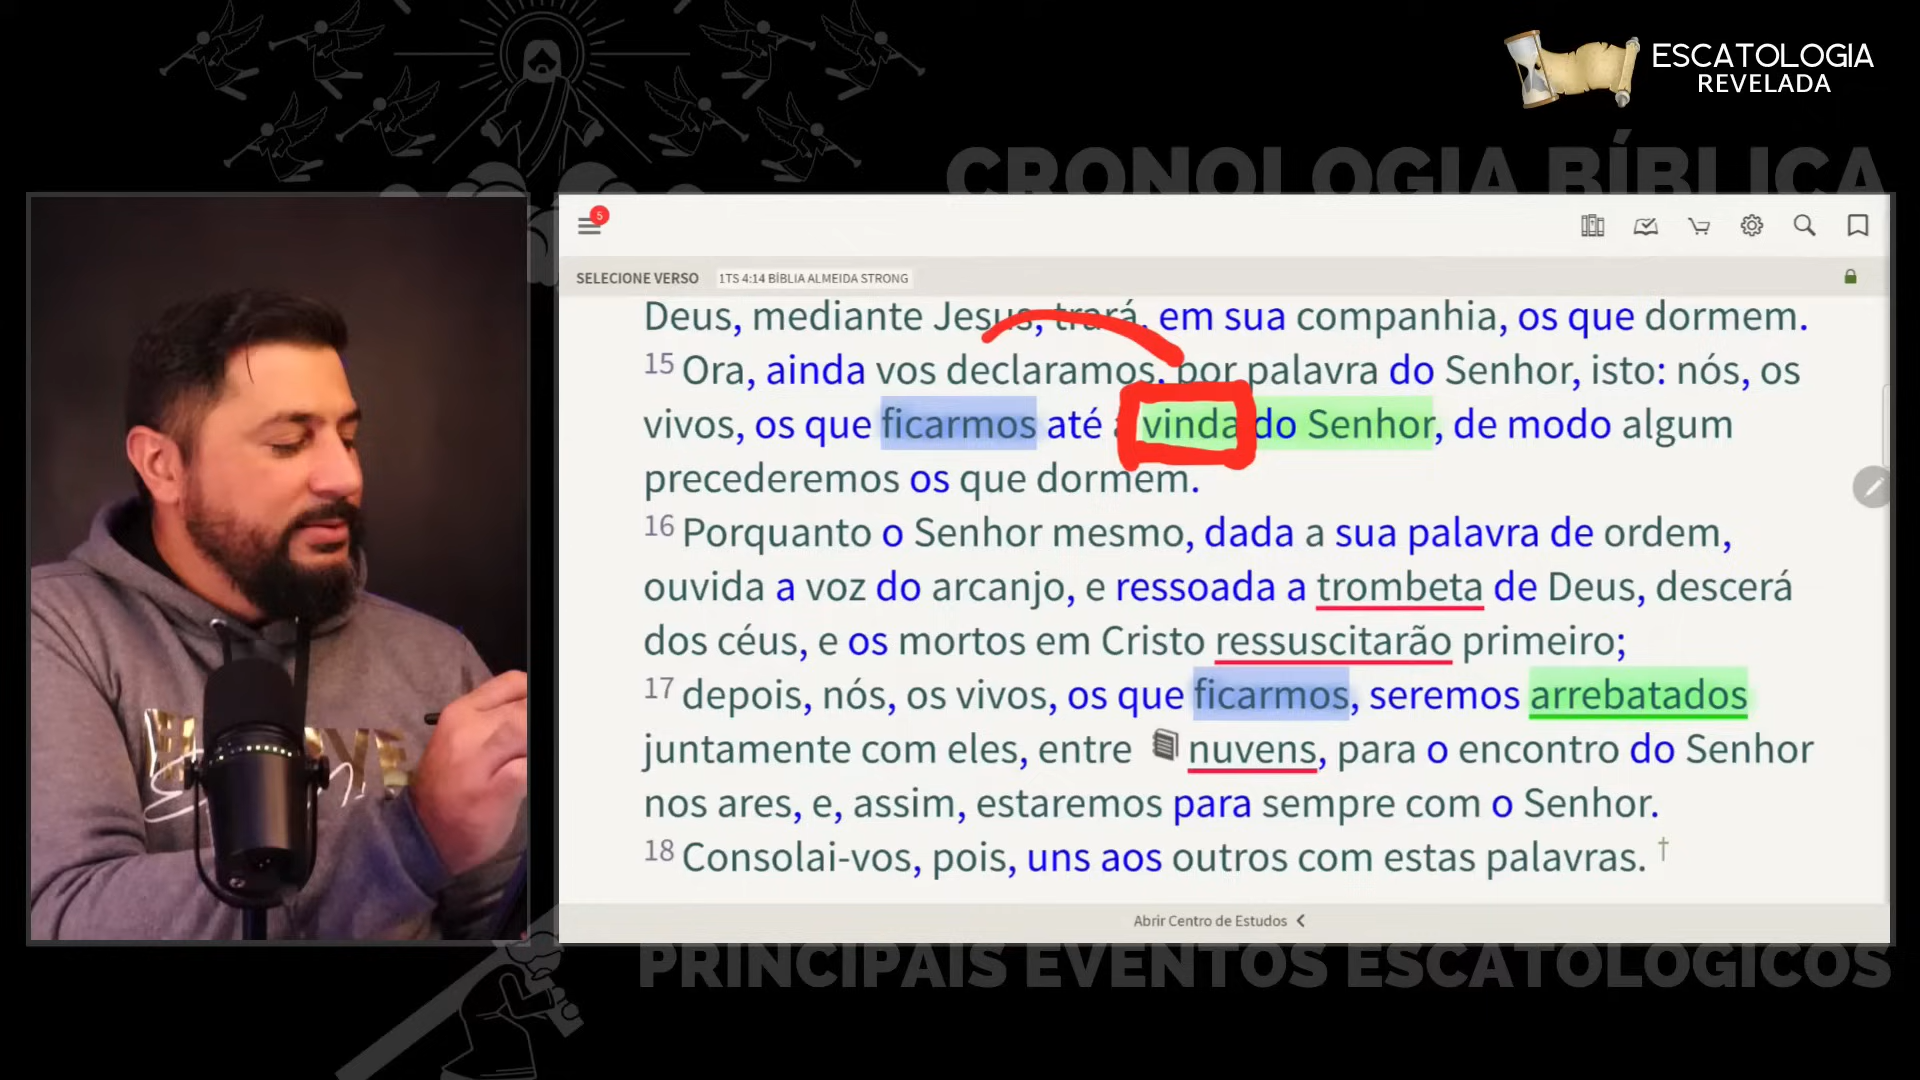 ESCATOLOGIA
REVELADA
CRONOLOGIA BÍBLICA
5
SELECIONE VERSO 1TS 4:14 BÍBLIA ALMEIDA STRONG
Deus, mediante Jesus, trará, em sua companhia, os que dormem.
15 Ora, ainda vos declaramos, por palavra do Senhor, isto: nós, os
vivos, os que ficarmos até a vinda do Senhor, de modo algum
precederemos os que dormem.
16 Porquanto o Senhor mesmo, dada a sua palavra de ordem,
ouvida a voz do arcanjo, e ressoada a trombeta de Deus, descerá
dos céus, e os mortos em Cristo ressuscitarão primeiro;
17 depois, nós, os vivos, os que ficarmos, seremos arrebatados
juntamente com eles, entre nuvens, para o encontro do Senhor
nos ares, e, assim, estaremos para sempre com o Senhor.
18 Consolai-vos, pois, uns aos outros com estas palavras. †
Abrir Centro de Estudos
PRINCIPAIS EVENTOS ESCATOLOGICOS